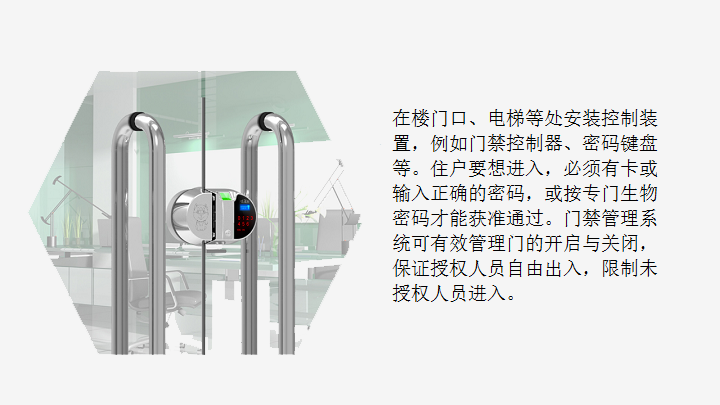 在楼门口、电梯等处安装控制装
置，例如门禁控制器、密码键盘
等。住户要想进入，必须有卡或
输入正确的密码，或按专门生物
密码才能获准通过。门禁管理系
统可有效管理门的开启与关闭，
保证授权人员自由出入，限制未
授权人员进入。